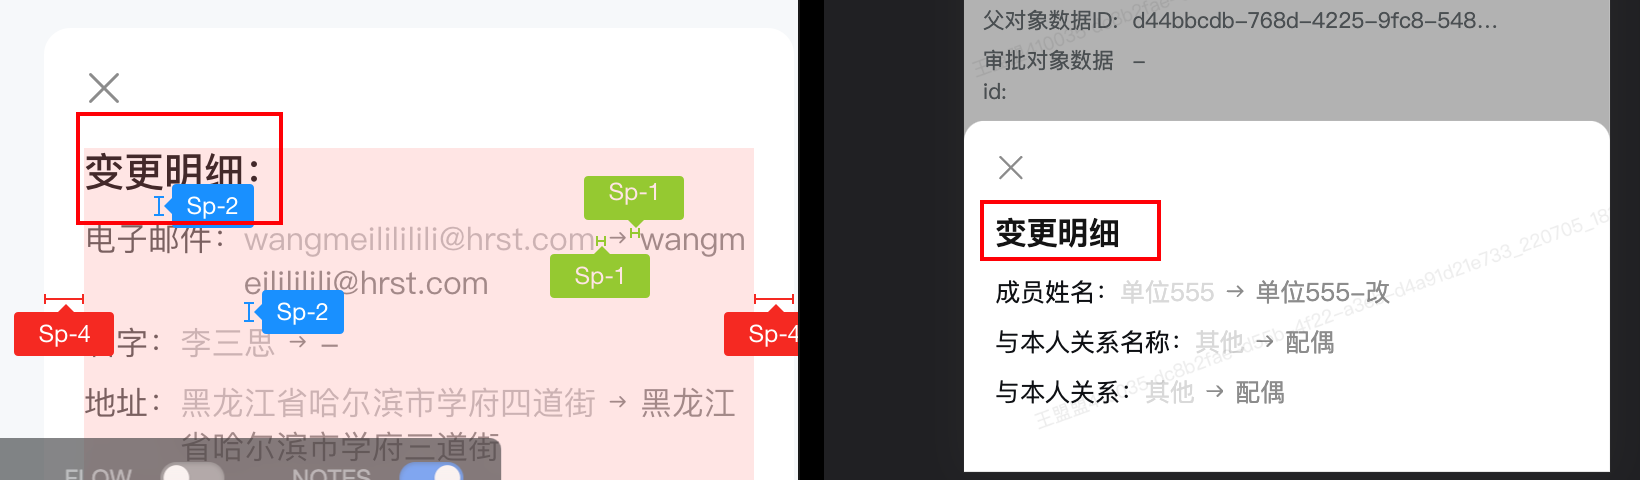 变更明细：
Sp-2
Sp-1
电子邮件： wangmeilililili@hrst.com → wangm
eilililili@hrst.com
Sp-1
Sp-2
Sp-4
字： 李三思 → –
Sp-4
地址： 黑龙江省哈尔滨市学府四道街 → 黑龙江
省哈尔滨市学府三道街
FLOW
NOTES
父对象数据ID: d44bbcdb-768d-4225-9fc8-548...
审批对象数据 –
id:
变更明细
成员姓名： 单位555 → 单位555-改
与本人关系名称： 其他 → 配偶
与本人关系： 其他 → 配偶